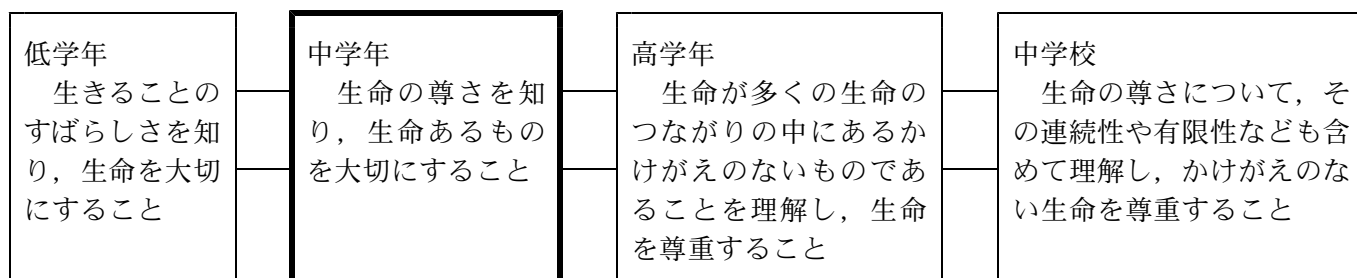 低学年
　生きることの
すばらしさを知
り，生命を大切
にすること
中学年
　生命の尊さを知
り，生命あるもの
を大切にすること
高学年
　生命が多くの生命の
つながりの中にあるか
けがえのないものであ
ることを理解し，生命
を尊重すること
中学校
　生命の尊さについて，そ
の連続性や有限性なども含
めて理解し，かけがえのな
い生命を尊重すること